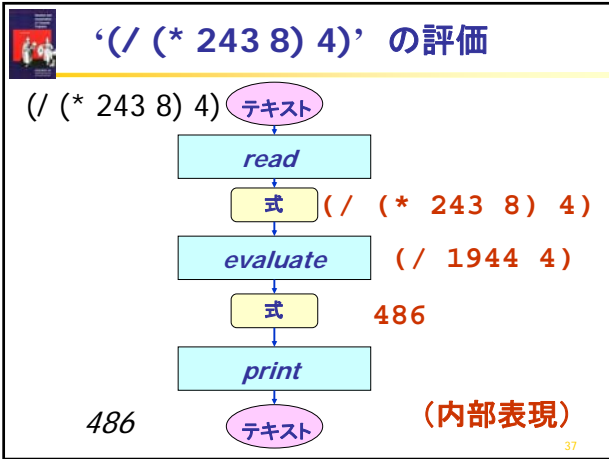 ‘(/ (* 243 8) 4)’ の評価
(/ (* 243 8) 4) テキスト
read
式 (/ (* 243 8) 4)
evaluate (/ 1944 4)
式 486
print
486 テキスト (内部表現)
37